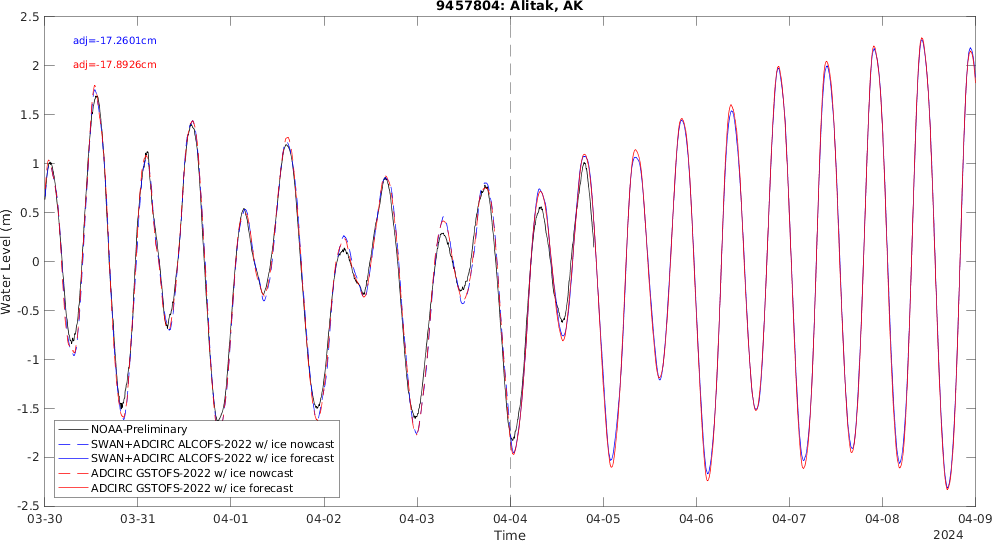 9457804: Alitak, AK
adj=-17.2601cm
adj=-17.8926cm
2.5
2
1.5
1
0.5
0
-0.5
-1
-1.5
-2
-2.5
Water Level (m)
NOAA-Preliminary
SWAN+ADCIRC ALCOFS-2022 w/ ice nowcast
SWAN+ADCIRC ALCOFS-2022 w/ ice forecast
ADCIRC GSTOFS-2022 w/ ice nowcast
ADCIRC GSTOFS-2022 w/ ice forecast
03-30 03-31 04-01 04-02 04-03 04-04 04-05 04-06 04-07 04-08 04-09
Time
2024